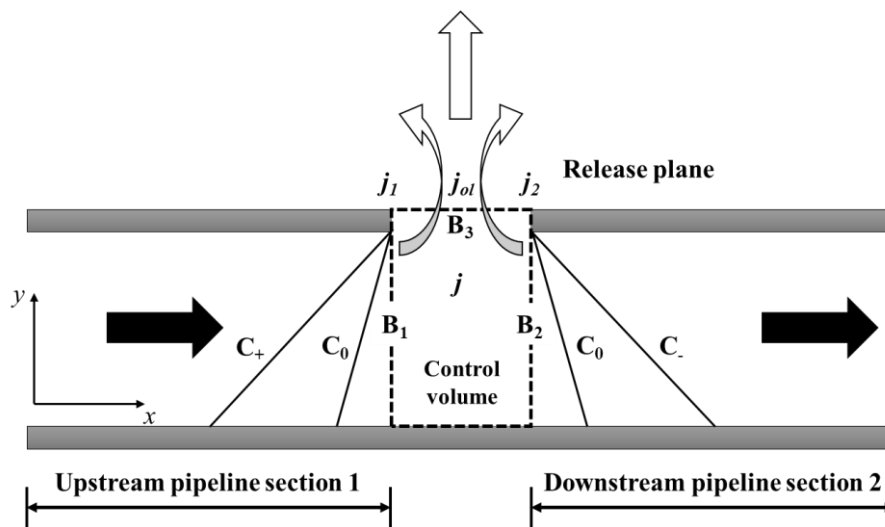 j1 jol j2 Release plane
B3
j
y
B1 B2
C+ C0 C0 C-
Control
volume
x
Upstream pipeline section 1 Downstream pipeline section 2